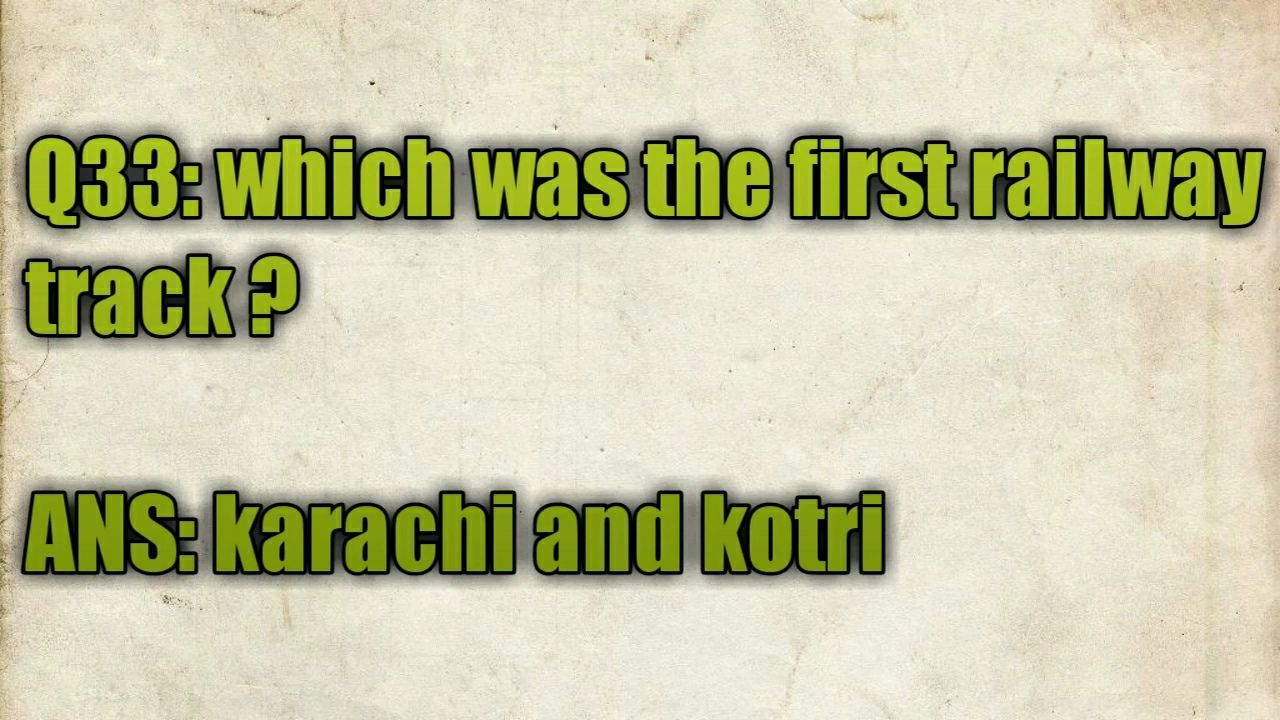 Q33: which was the first railway
track ?
ANS: karachi and kotri